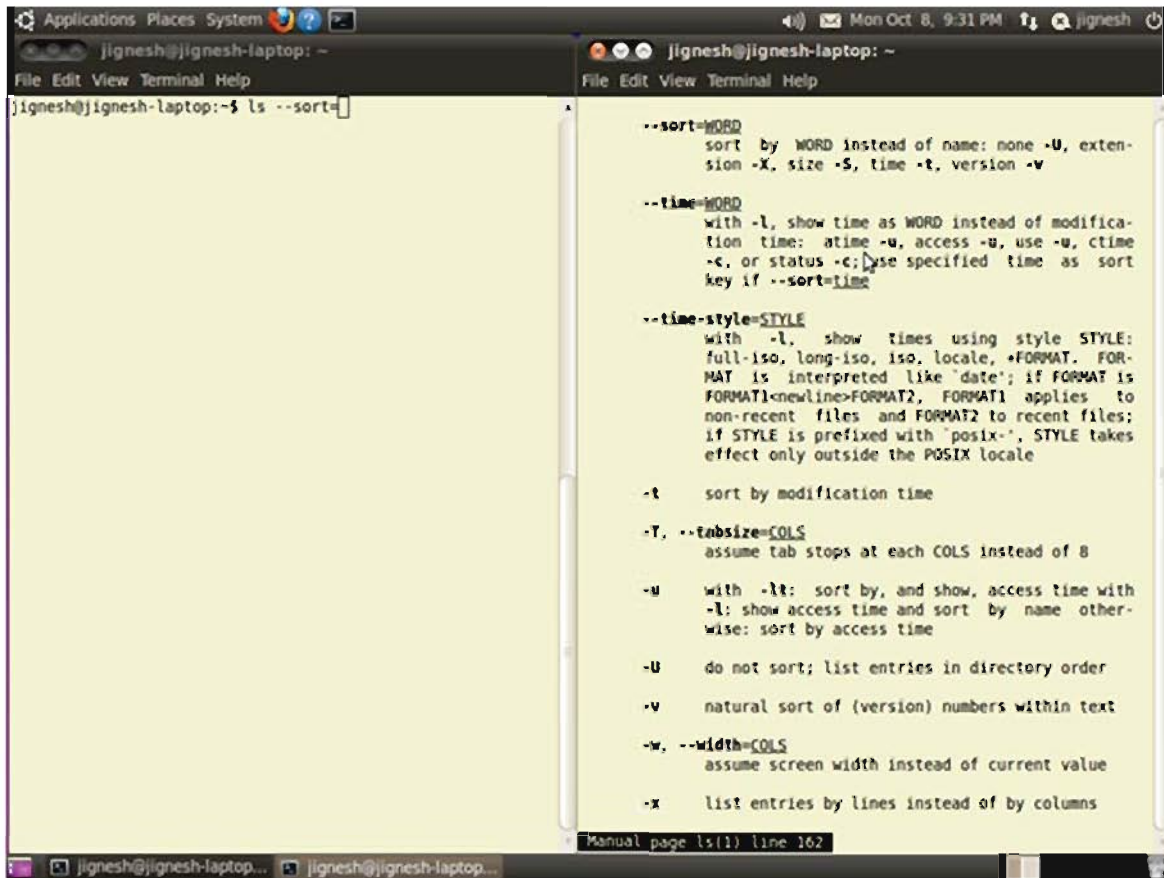 Applications Places System
Mon Oct 8, 9:31 PM jignesh
jignesh@jignesh-laptop: ~
File Edit View Terminal Help
jignesh@jignesh-laptop:~$ ls --sort=
jignesh@jignesh-laptop: ~
File Edit View Terminal Help
--sort=WORD
sort by WORD instead of name: none -U, exten-
sion -X, size -S, time -t, version -v
--time=WORD
with -l, show time as WORD instead of modifica-
tion time: atime -u, access -u, use -u, ctime
-c, or status -c; use specified time as sort
key if --sort=time
--time-style=STYLE
with -l, show times using style STYLE:
full-iso, long-iso, iso, locale, +FORMAT. FOR-
MAT is interpreted like `date'; if FORMAT is
FORMAT1<newline>FORMAT2, FORMAT1 applies to
non-recent files and FORMAT2 to recent files;
if STYLE is prefixed with `posix-', STYLE takes
effect only outside the POSIX locale
-t sort by modification time
-T, --tabsize=COLS
assume tab stops at each COLS instead of 8
-u with -lt: sort by, and show, access time with
-l: show access time and sort by name other-
wise: sort by access time
-U do not sort; list entries in directory order
-v natural sort of (version) numbers within text
-w, --width=COLS
assume screen width instead of current value
-x list entries by lines instead of by columns
Manual page ls(1) line 162
jignesh@jignesh-laptop... jignesh@jignesh-laptop...